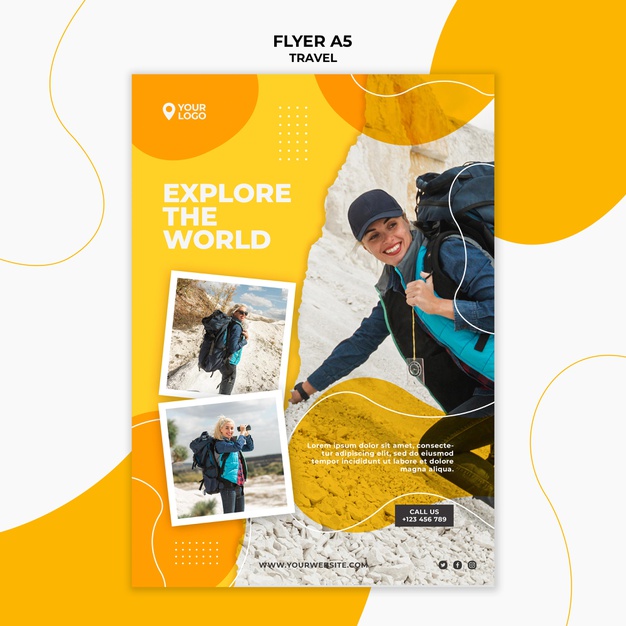 FLYER A5
TRAVEL
YOUR
LOGO
EXPLORE
THE
WORLD
Lorem ipsum dolor sit amet, consecte-
tur adipiscing elit, sed do eiusmod
tempor incididunt ut labore et dolore
magna aliqua.
CALL US
+123 456 789
WWW.YOURWEBSITE.COM